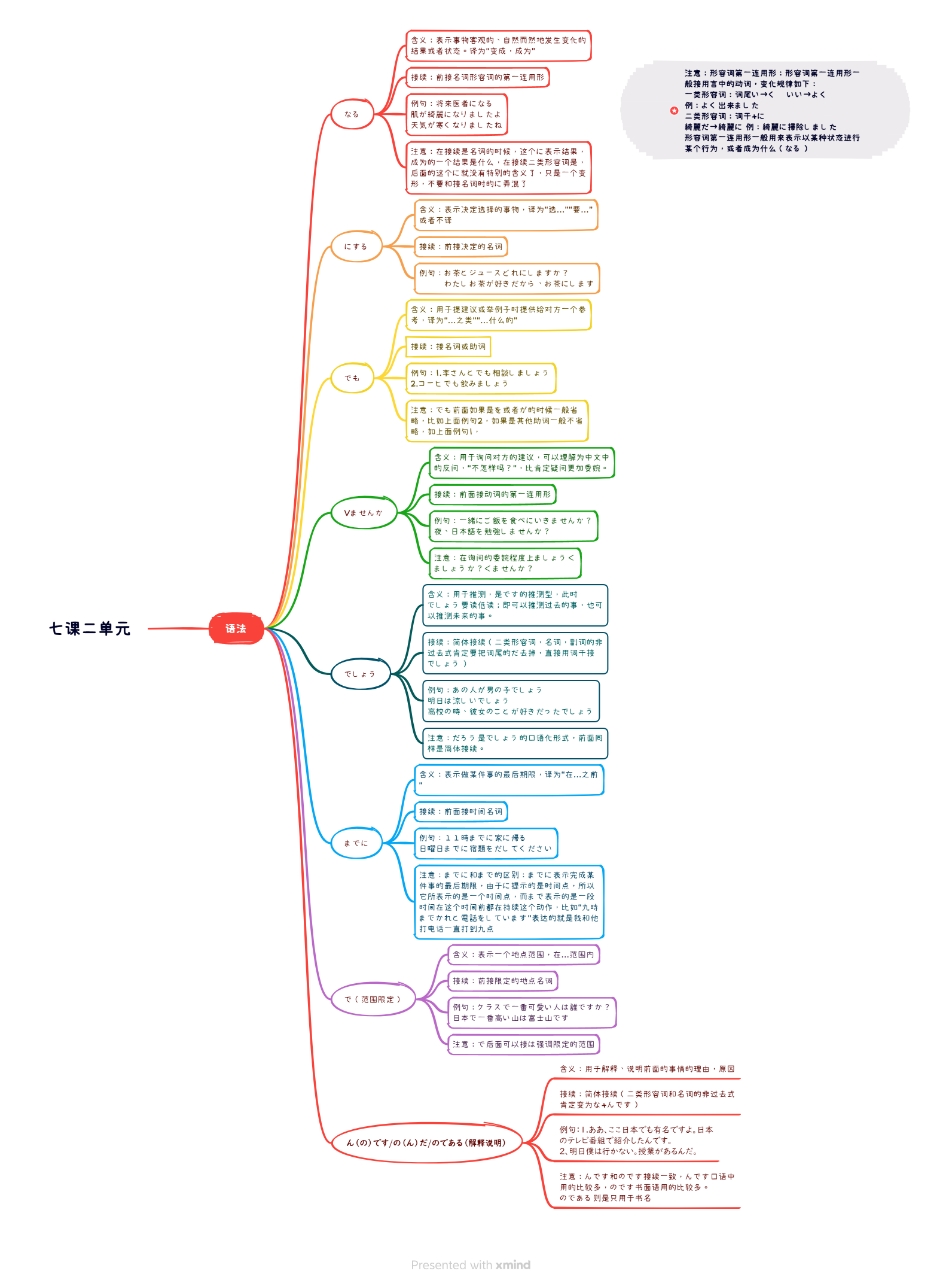 七课二单元
语法
なる
含义：表示事物客观的，自然而然地发生变化的
结果或者状态。译为"变成，成为"
接续：前接名词形容词的第一连用形
例句：将来医者になる
肌が綺麗になりましたよ
天気が寒くなりましたね
注意：在接续是名词的时候，这个に表示结果，
成为的一个结果是什么，在接续二类形容词是，
后面的这个に就没有特别的含义了，只是一个变
形，不要和接名词时的に弄混了
注意：形容词第一连用形：形容词第一连用形一
般接用言中的动词，变化规律如下：
一类形容词：词尾い→く　いい→よく
例：よく出来ました
二类形容词：词干+に
綺麗だ→綺麗に 例：綺麗に掃除しました
形容词第一连用形一般用来表示以某种状态进行
某个行为，或者成为什么（なる）
にする
含义：表示决定选择的事物，译为"选...""要..."
或者不译
接续：前接决定的名词
例句：お茶とジュースどれにしますか？
わたしお茶が好きだから，お茶にします
でも
含义：用于提建议或举例子时提供给对方一个参
考，译为"...之类""...什么的"
接续：接名词或助词
例句：1.李さんとでも相談しましょう
2.コーヒでも飲みましょう
注意：でも前面如果是を或者が的时候一般省
略，比如上面例句2，如果是其他助词一般不省
略，如上面例句1，
Vませんか
含义：用于询问对方的建议，可以理解为中文中
的反问，"不怎样吗？"，比肯定疑问更加委婉。
接续：前面接动词的第一连用形
例句：一緒にご飯を食べにいきませんか？
夜，日本語を勉強しませんか？
注意：在询问的委婉程度上ましょうく
ましょうか？くませんか？
でしょう
含义：用于推测，是です的推测型，此时
でしょう要读低读；即可以推测过去的事，也可
以推测未来的事。
接续：简体接续（二类形容词，名词，副词的非
过去式肯定要把词尾的だ去掉，直接用词干接
でしょう）
例句：あの人が男の子でしょう
明日は涼しいでしょう
高校の時，彼女のことが好きだったでしょう
注意：だろう是でしょう的口语化形式，前面同
样是简体接续。
までに
含义：表示做某件事的最后期限，译为"在...之前
"
接续：前面接时间名词
例句：１１時までに家に帰る
日曜日までに宿題をだしてください
注意：までに和まで的区别：までに表示完成某
件事的最后期限，由于に提示的是时间点，所以
它所表示的是一个时间点，而まで表示的是一段
时间在这个时间前都在持续这个动作，比如"九時
までかれと電話をしています"表达的就是我和他
打电话一直打到九点
で（范围限定）
含义：表示一个地点范围，在...范围内
接续：前接限定的地点名词
例句：クラスで一番可愛い人は誰ですか？
日本で一番高い山は富士山です
注意：で后面可以接は强调限定的范围
ん(の)です/の(ん)だ/のである(解释说明)
含义：用于解释、说明前面的事情的理由，原因
接续：简体接续（二类形容词和名词的非过去式
肯定变为な+んです）
例句：1.ああ、ここ日本でも有名ですよ。日本
のテレビ番組で紹介したんです。
2、明日僕は行かない。授業があるんだ。
注意：んです和のです接续一致，んです口语中
用的比较多，のです书面语用的比较多。
のである则是只用于书名
Presented with xmind